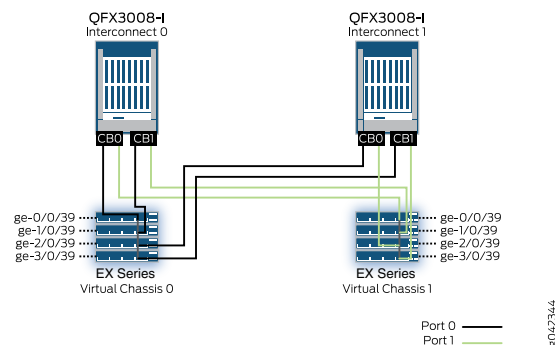 QFX3008-I
Interconnect 0
QFX3008-I
Interconnect 1
CB0 CB1
CB0 CB1
ge-0/0/39
ge-1/0/39
ge-2/0/39
ge-3/0/39
ge-0/0/39
ge-1/0/39
ge-2/0/39
ge-3/0/39
EX Series
Virtual Chassis 0
EX Series
Virtual Chassis 1
Port 0
Port 1
g042344